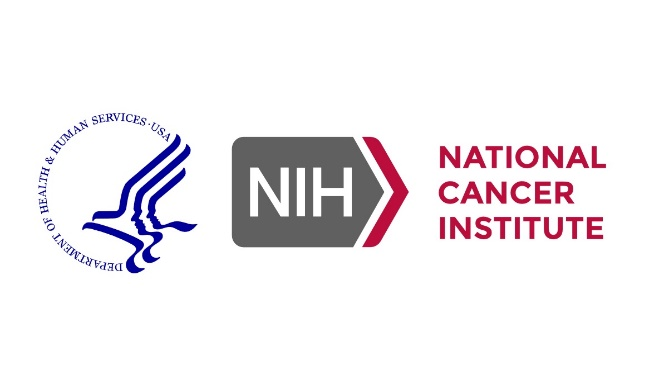 DEPARTMENT OF HEALTH & HUMAN SERVICES · USA
NIH
NATIONAL
CANCER
INSTITUTE